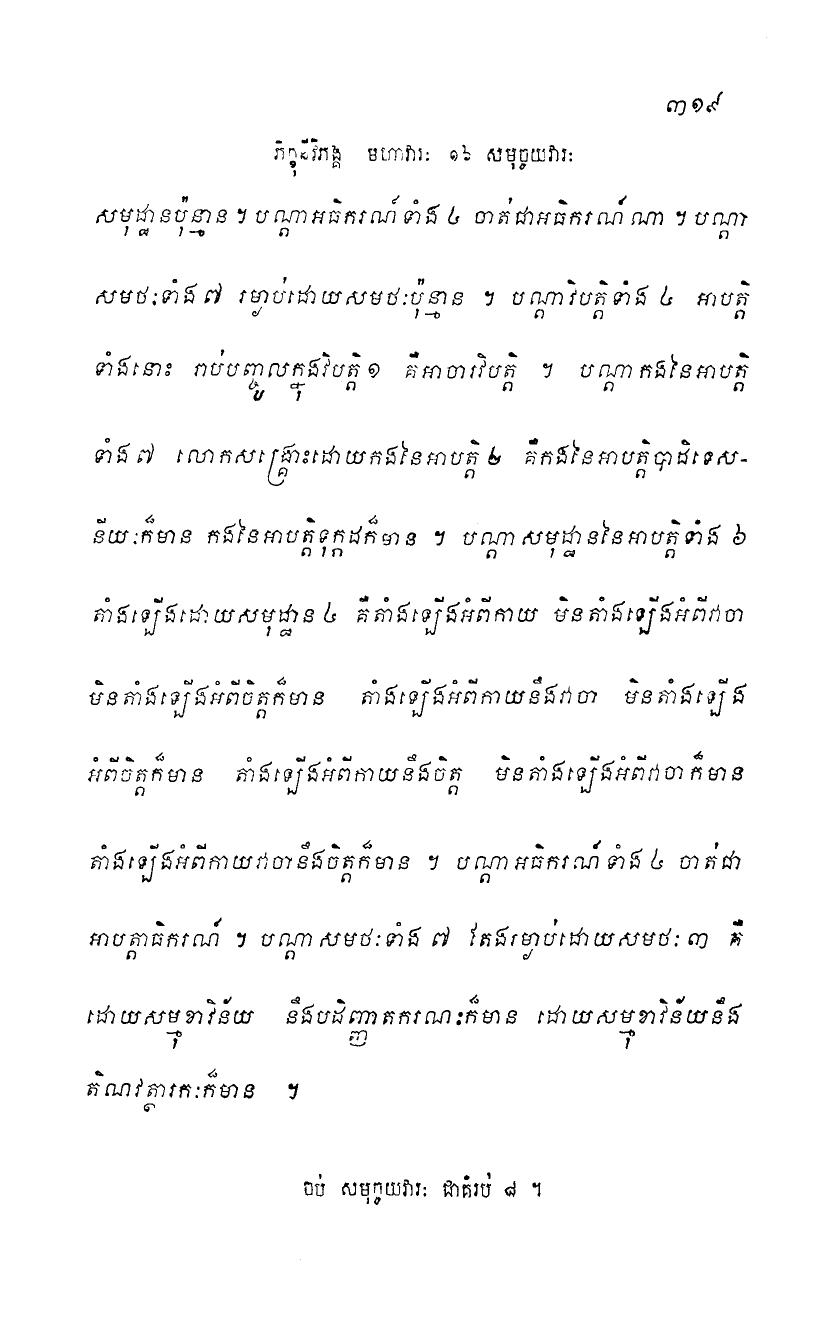 ៣១៩
ភិក្ខុនីវិភង្គ មហាវារៈ ១៦ សមុច្ចយវារៈ
សមុដ្ឋានប៉ុន្មាន ។ បណ្តាអធិករណ៍ទាំង ៤ ចាត់ជាអធិករណ៍ណា ។ បណ្តា
សមថៈទាំង ៧ រម្ងាប់ដោយសមថៈប៉ុន្មាន ។ បណ្តាវិបត្តិទាំង ៤ អាបត្តិ
ទាំងនោះ រាប់បញ្ចូលក្នុងវិបត្តិ ១ គឺអាចារវិបត្តិ ។ បណ្តាកងនៃអាបត្តិ
ទាំង ៧ លោកសង្គ្រោះដោយកងនៃអាបត្តិ ២ គឺកងនៃអាបត្តិបាដិទេស-
នីយៈក៏មាន កងនៃអាបត្តិទុក្កដក៏មាន ។ បណ្តាសមុដ្ឋាននៃអាបត្តិទាំង ៦
តាំងឡើងដោយសមុដ្ឋាន ៤ គឺតាំងឡើងអំពីកាយ មិនតាំងឡើងអំពីវាចា
មិនតាំងឡើងអំពីចិត្តក៏មាន តាំងឡើងអំពីកាយនឹងវាចា មិនតាំងឡើង
អំពីចិត្តក៏មាន តាំងឡើងអំពីកាយនឹងចិត្ត មិនតាំងឡើងអំពីវាចាក៏មាន
តាំងឡើងអំពីកាយវាចានឹងចិត្តក៏មាន ។ បណ្តាអធិករណ៍ទាំង ៤ ចាត់ជា
អាបត្តាធិករណ៍ ។ បណ្តាសមថៈទាំង ៧ តែងរម្ងាប់ដោយសមថៈ ៣ គឺ
ដោយសម្មុខាវិន័យ នឹងបដិញ្ញាតករណៈក៏មាន ដោយសម្មុខាវិន័យនឹង
តិណវត្ថារកៈក៏មាន ។
ចប់ សមុច្ចយវារៈ ជាគំរប់ ៨ ។